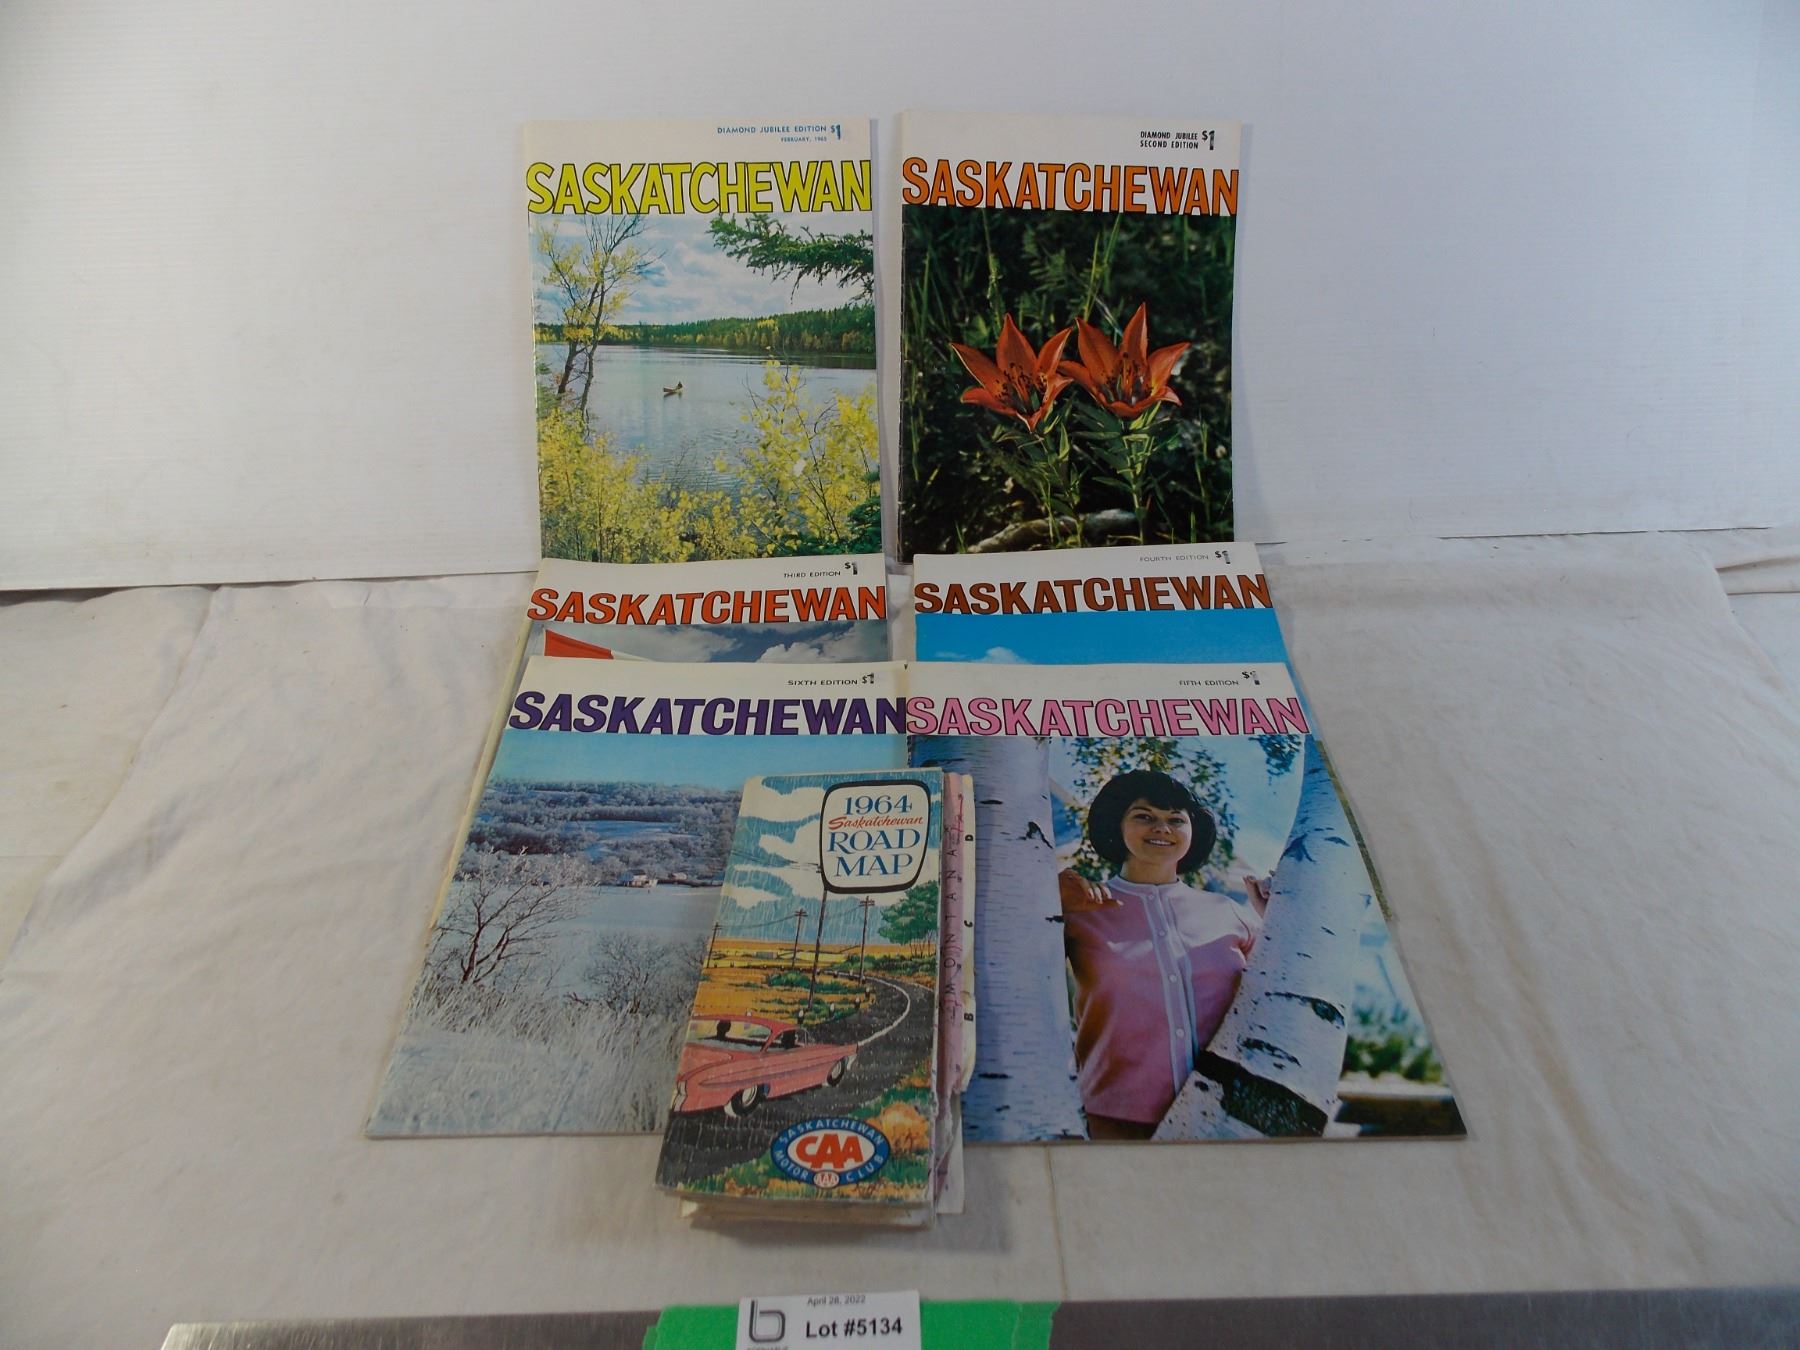 DIAMOND JUBILEE EDITION $1
FEBRUARY, 1965
SASKATCHEWAN
DIAMOND JUBILEE $1
SECOND EDITION
SASKATCHEWAN
THIRD EDITION $1
SASKATCHEWAN
FOURTH EDITION $1
SASKATCHEWAN
SIXTH EDITION $1
SASKATCHEWAN
FIFTH EDITION $1
SASKATCHEWAN
1964
Saskatchewan
ROAD
MAP
SASKATCHEWAN
CAA
MOTOR CLUB
AAA
MONTANA
B C D
April 28, 2022
b Lot #5134